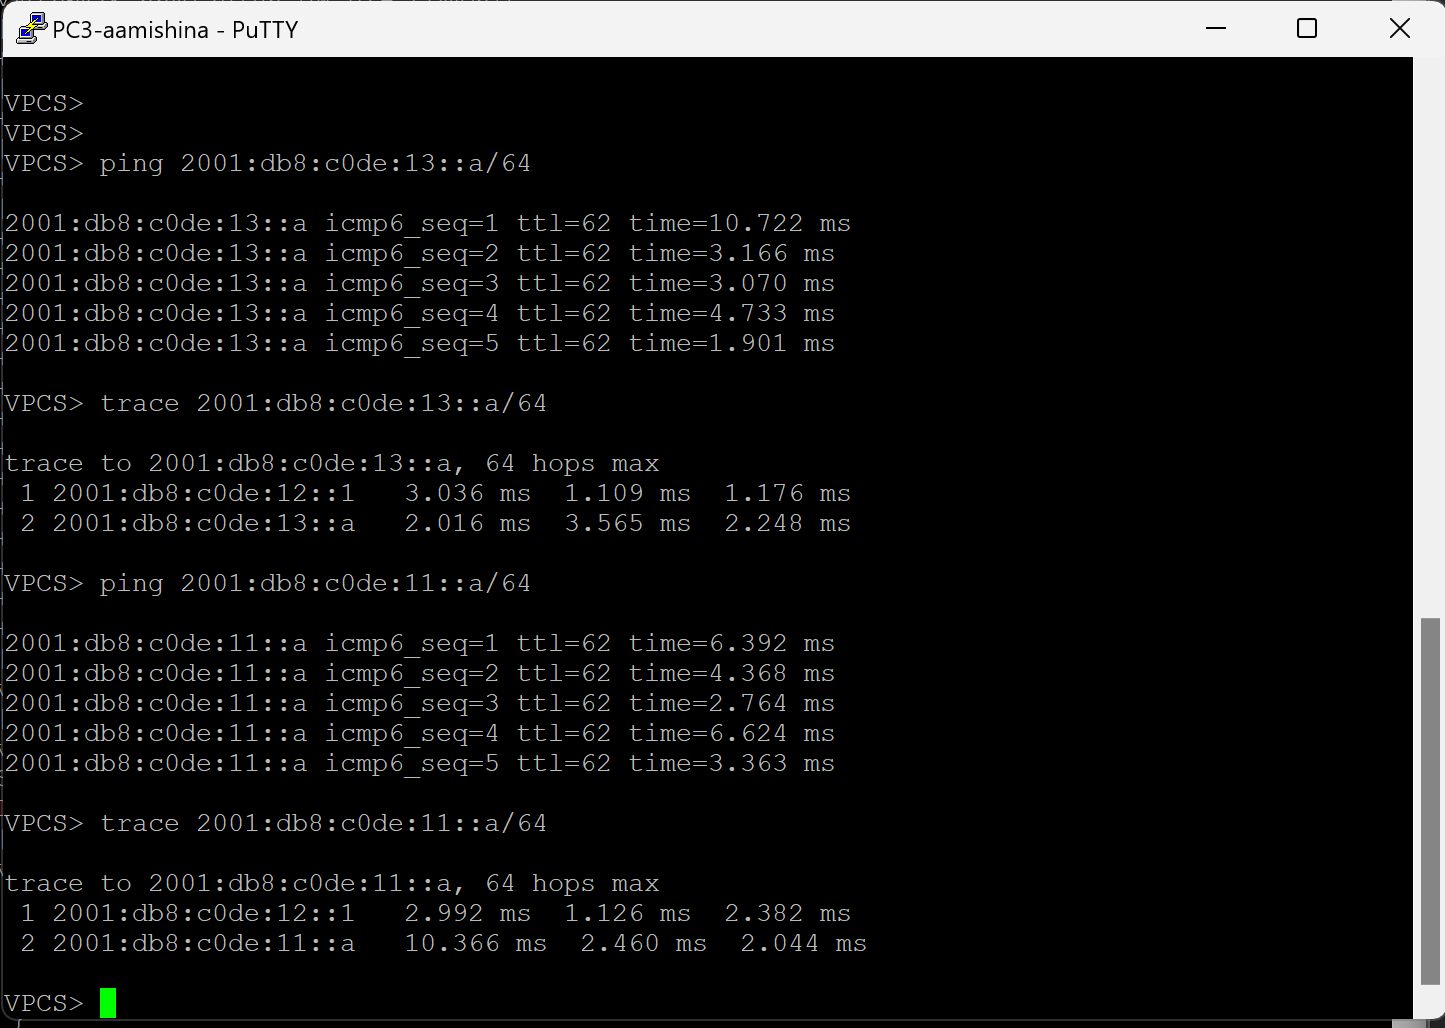 PC3-aamishina - PuTTY
VPCS>
VPCS>
VPCS> ping 2001:db8:c0de:13::a/64
2001:db8:c0de:13::a icmp6_seq=1 ttl=62 time=10.722 ms
2001:db8:c0de:13::a icmp6_seq=2 ttl=62 time=3.166 ms
2001:db8:c0de:13::a icmp6_seq=3 ttl=62 time=3.070 ms
2001:db8:c0de:13::a icmp6_seq=4 ttl=62 time=4.733 ms
2001:db8:c0de:13::a icmp6_seq=5 ttl=62 time=1.901 ms
VPCS> trace 2001:db8:c0de:13::a/64
trace to 2001:db8:c0de:13::a, 64 hops max
1 2001:db8:c0de:12::1 3.036 ms 1.109 ms 1.176 ms
2 2001:db8:c0de:13::a 2.016 ms 3.565 ms 2.248 ms
VPCS> ping 2001:db8:c0de:11::a/64
2001:db8:c0de:11::a icmp6_seq=1 ttl=62 time=6.392 ms
2001:db8:c0de:11::a icmp6_seq=2 ttl=62 time=4.368 ms
2001:db8:c0de:11::a icmp6_seq=3 ttl=62 time=2.764 ms
2001:db8:c0de:11::a icmp6_seq=4 ttl=62 time=6.624 ms
2001:db8:c0de:11::a icmp6_seq=5 ttl=62 time=3.363 ms
VPCS> trace 2001:db8:c0de:11::a/64
trace to 2001:db8:c0de:11::a, 64 hops max
1 2001:db8:c0de:12::1 2.992 ms 1.126 ms 2.382 ms
2 2001:db8:c0de:11::a 10.366 ms 2.460 ms 2.044 ms
VPCS>